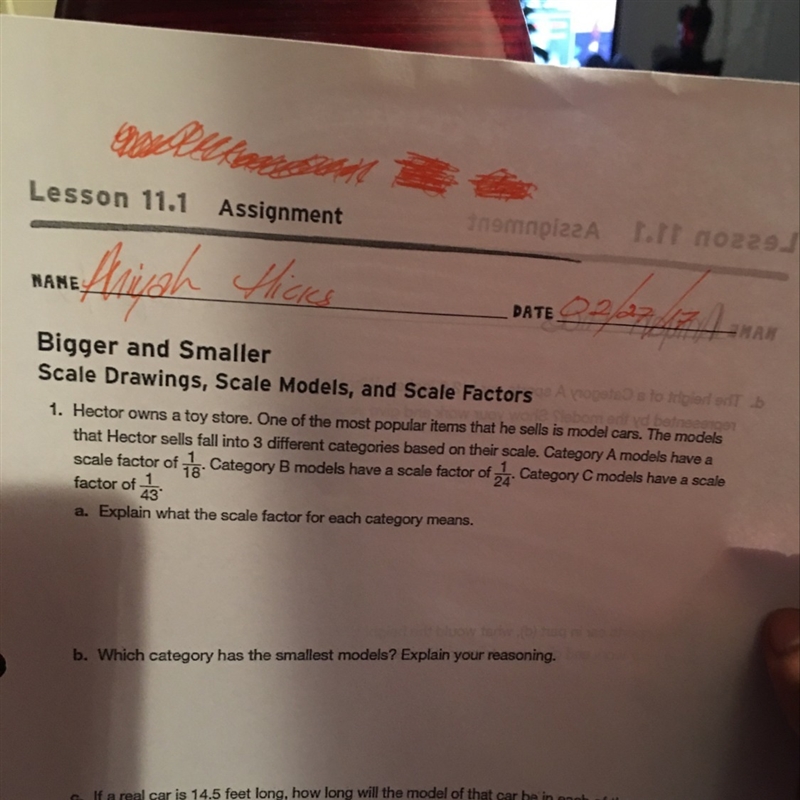 Lesson 11.1 Assignment
NAME Aniyah Hicks DATE 02/27/17
Bigger and Smaller
Scale Drawings, Scale Models, and Scale Factors
1. Hector owns a toy store. One of the most popular items that he sells is model cars. The models
that Hector sells fall into 3 different categories based on their scale. Category A models have a
scale factor of 1/18. Category B models have a scale factor of 1/24. Category C models have a scale
factor of 1/43.
a. Explain what the scale factor for each category means.
b. Which category has the smallest models? Explain your reasoning.
c. If a real car is 14.5 feet long, how long will the model of that car be in each of the